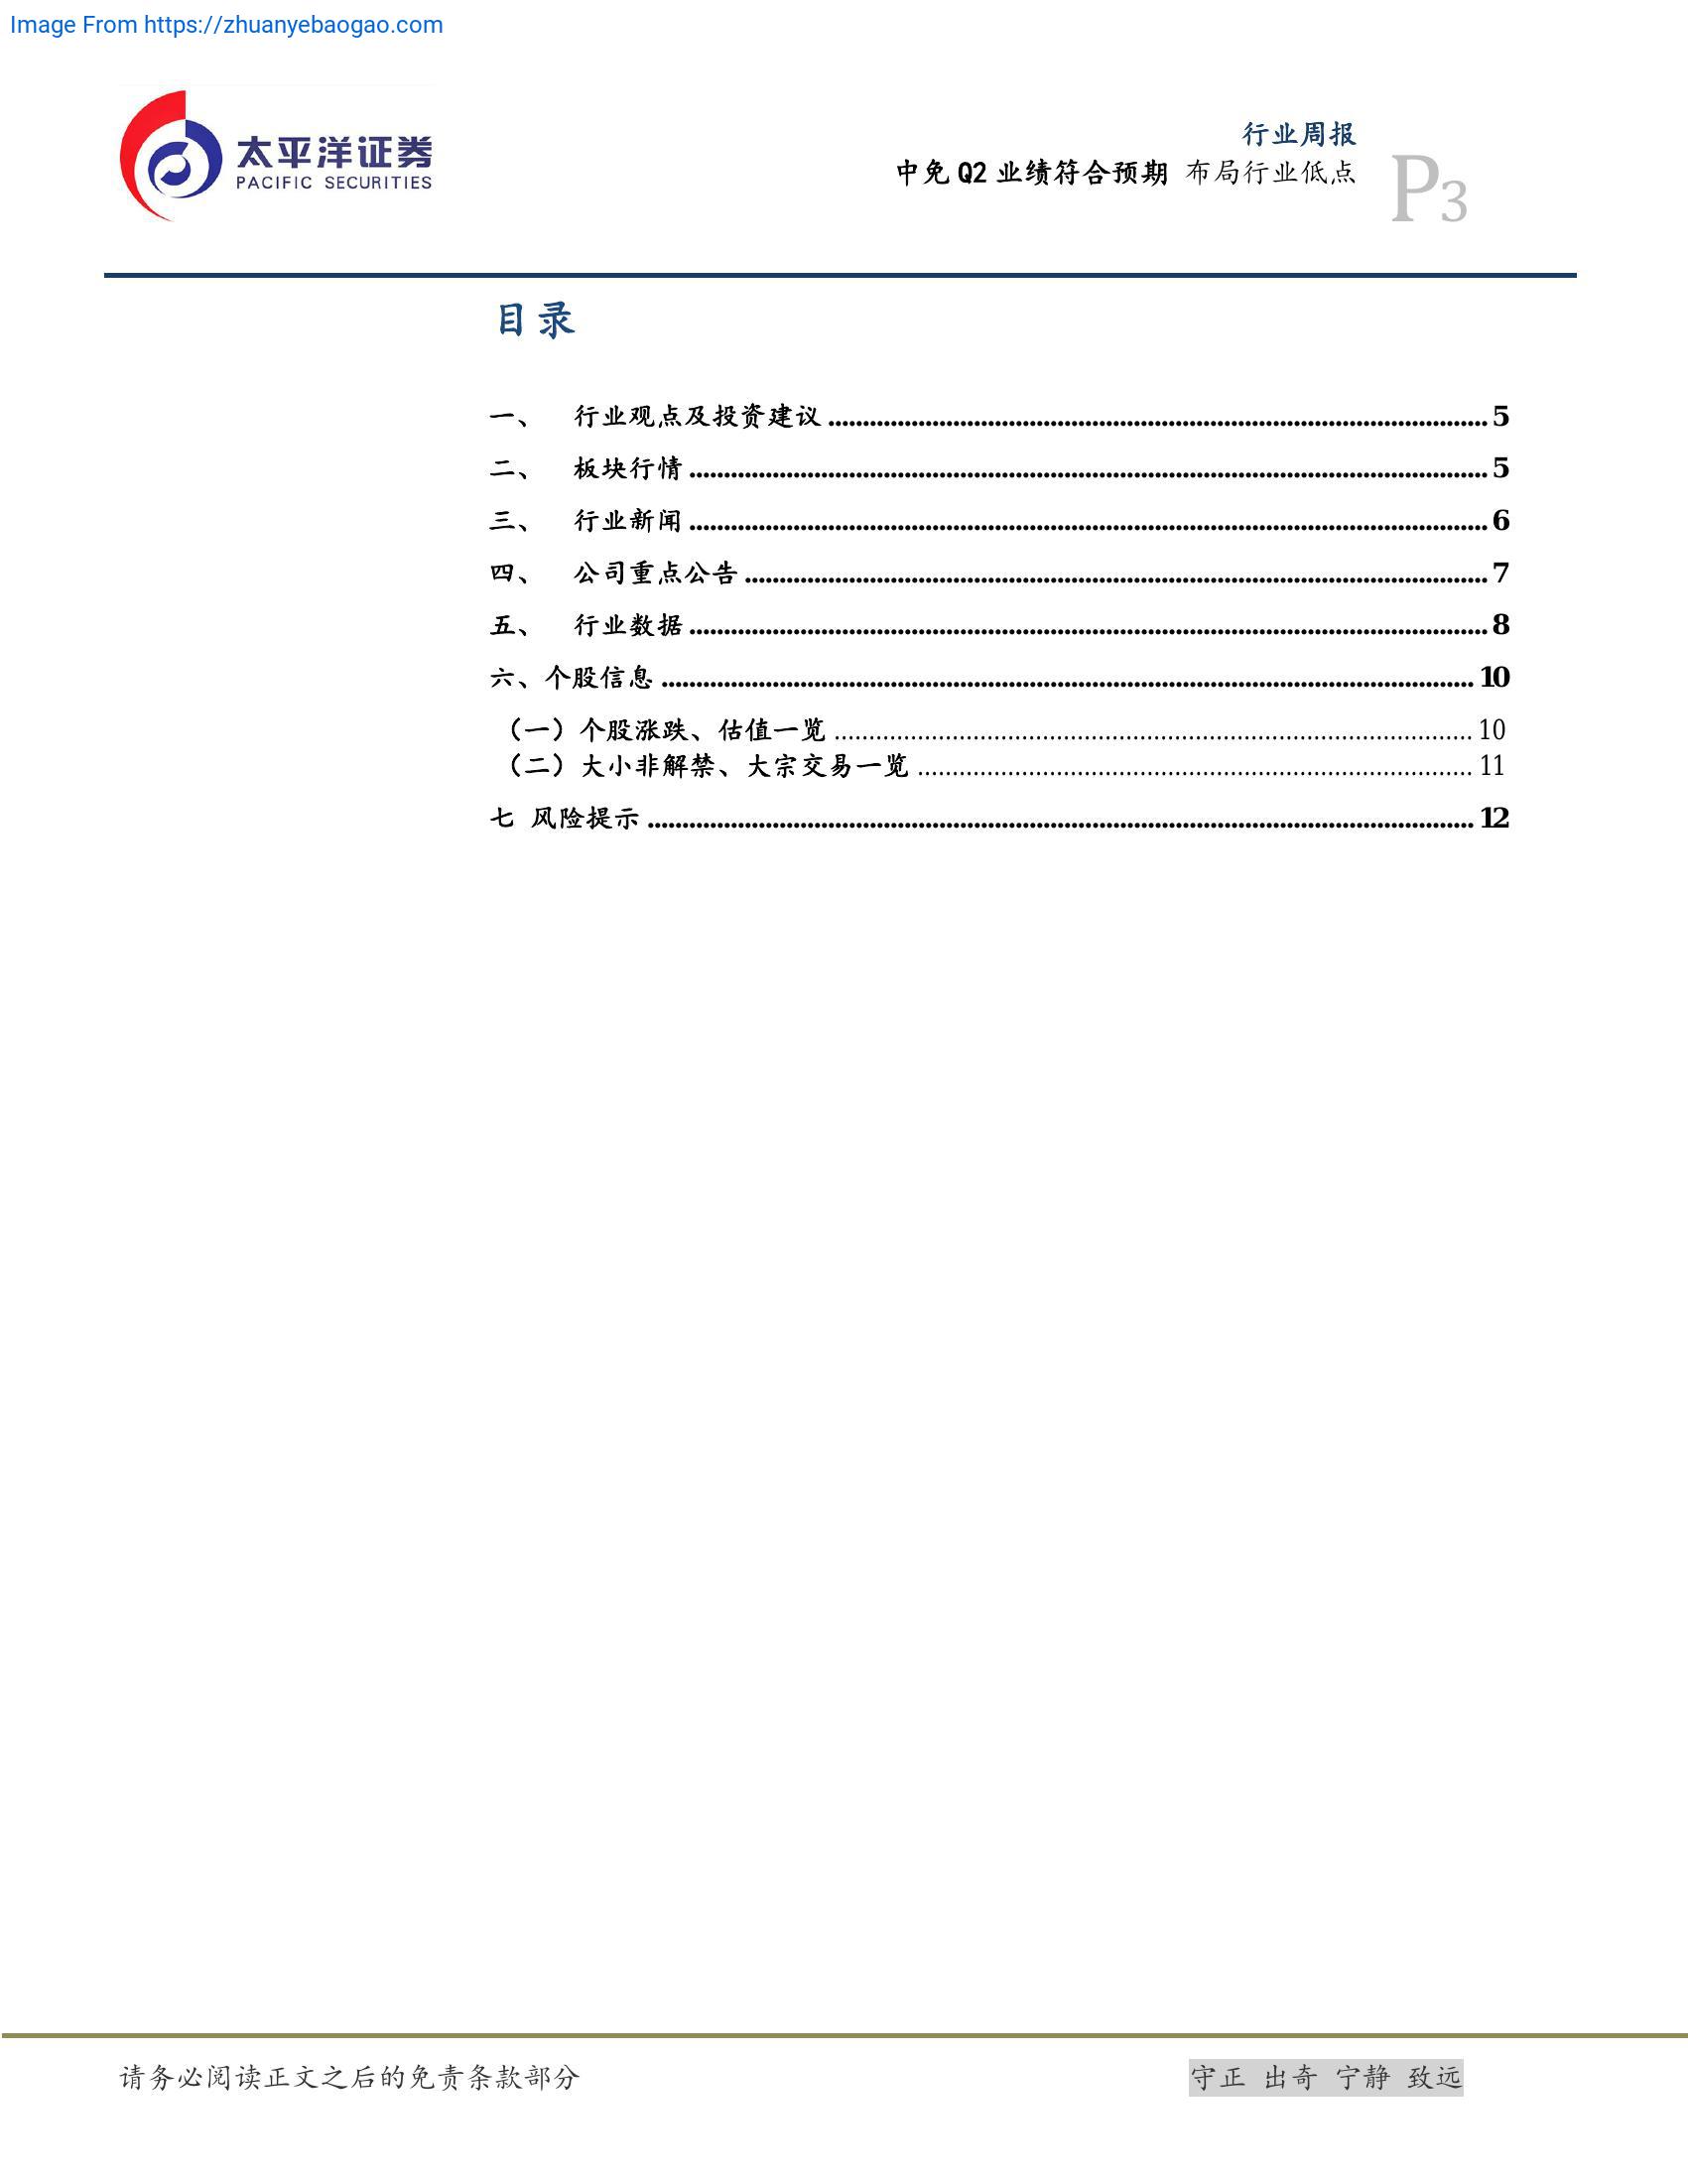 Image From https://zhuanyebaogao.com
太平洋证券
PACIFIC SECURITIES
行业周报
中免 Q2 业绩符合预期 布局行业低点
P3
目录
一、 行业观点及投资建议 ........................................ 5
二、 板块行情 ........................................ 5
三、 行业新闻 ........................................ 6
四、 公司重点公告 ........................................ 7
五、 行业数据 ........................................ 8
六、个股信息 ........................................ 10
（一）个股涨跌、估值一览 ........................................ 10
（二）大小非解禁、大宗交易一览 ........................................ 11
七 风险提示 ........................................ 12
请务必阅读正文之后的免责条款部分
守正 出奇 宁静 致远